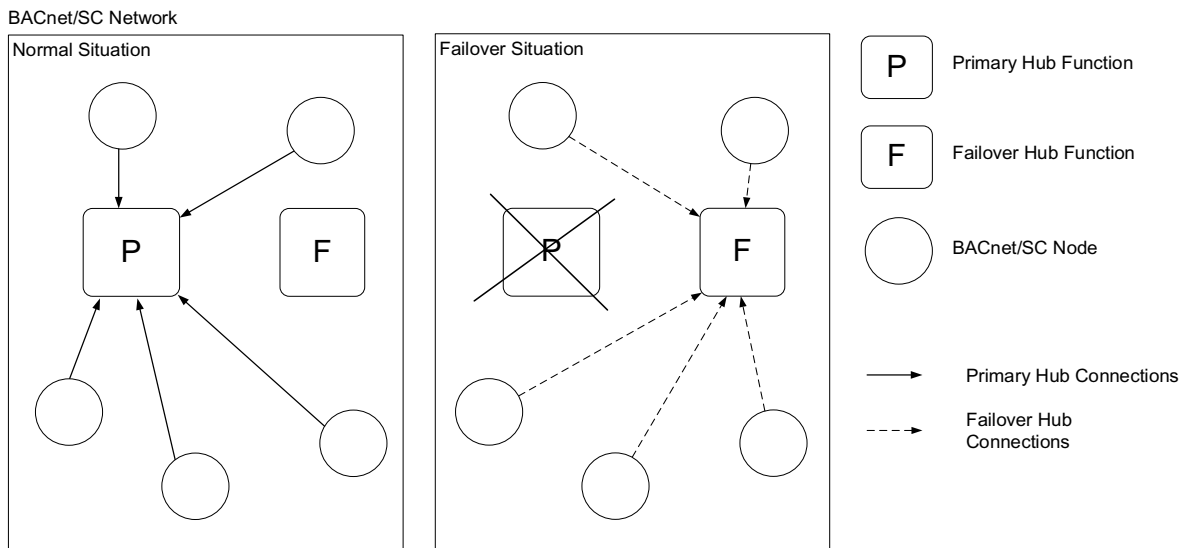 BACnet/SC Network
Normal Situation
P
F
Failover Situation
P
F
P
Primary Hub Function
F
Failover Hub Function
BACnet/SC Node
Primary Hub Connections
Failover Hub
Connections